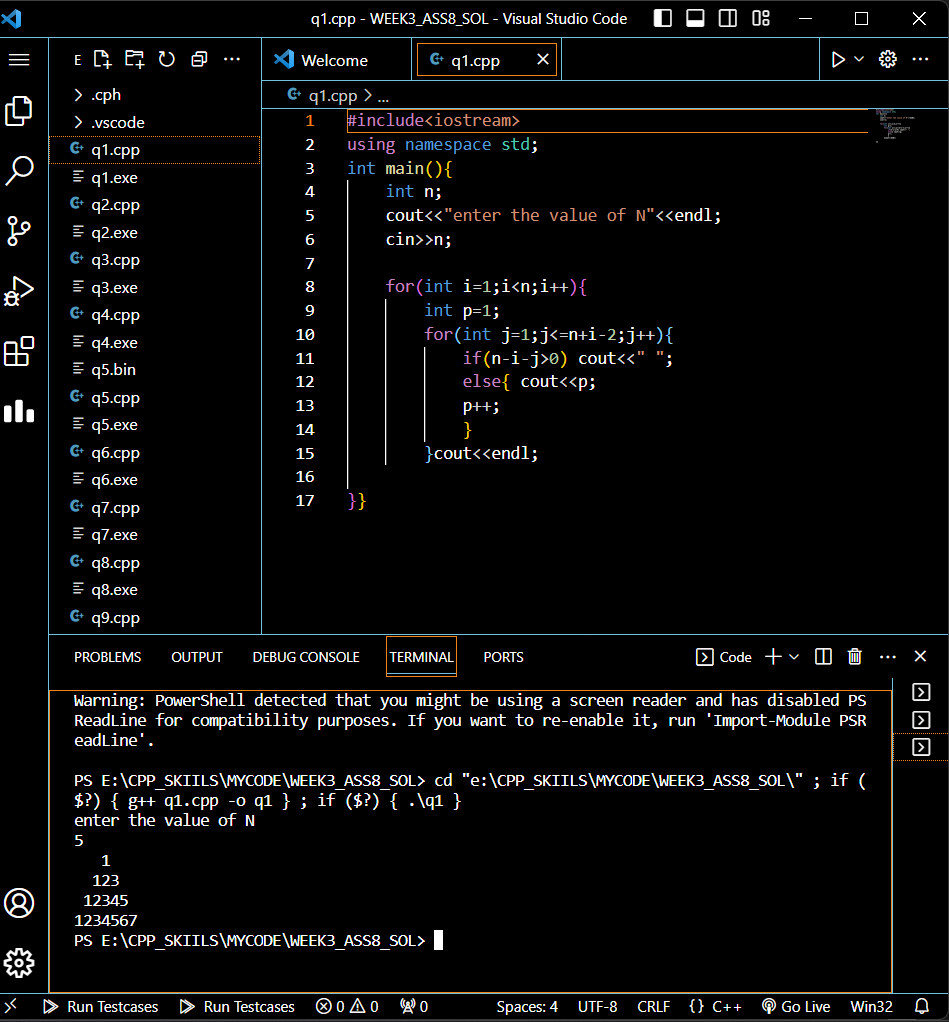 q1.cpp - WEEK3_ASS8_SOL - Visual Studio Code
E
Welcome
q1.cpp
q1.cpp > ...
.cph
.vscode
q1.cpp
q1.exe
q2.cpp
q2.exe
q3.cpp
q3.exe
q4.cpp
q4.exe
q5.bin
q5.cpp
q5.exe
q6.cpp
q6.exe
q7.cpp
q7.exe
q8.cpp
q8.exe
q9.cpp
1 #include<iostream>
2 using namespace std;
3 int main(){
4     int n;
5     cout<<"enter the value of N"<<endl;
6     cin>>n;
7
8     for(int i=1;i<n;i++){
9         int p=1;
10         for(int j=1;j<=n+i-2;j++){
11             if(n-i-j>0) cout<<" ";
12             else{ cout<<p;
13             p++;
14             }
15         }cout<<endl;
16
17 }}
PROBLEMS OUTPUT DEBUG CONSOLE TERMINAL PORTS Code
Warning: PowerShell detected that you might be using a screen reader and has disabled PS
ReadLine for compatibility purposes. If you want to re-enable it, run 'Import-Module PSR
eadLine'.
PS E:\CPP_SKIILS\MYCODE\WEEK3_ASS8_SOL> cd "e:\CPP_SKIILS\MYCODE\WEEK3_ASS8_SOL\" ; if (
$?) { g++ q1.cpp -o q1 } ; if ($?) { .\q1 }
enter the value of N
5
   1
  123
 12345
1234567
PS E:\CPP_SKIILS\MYCODE\WEEK3_ASS8_SOL>
Run Testcases Run Testcases 0 0 0 Spaces: 4 UTF-8 CRLF {} C++ Go Live Win32